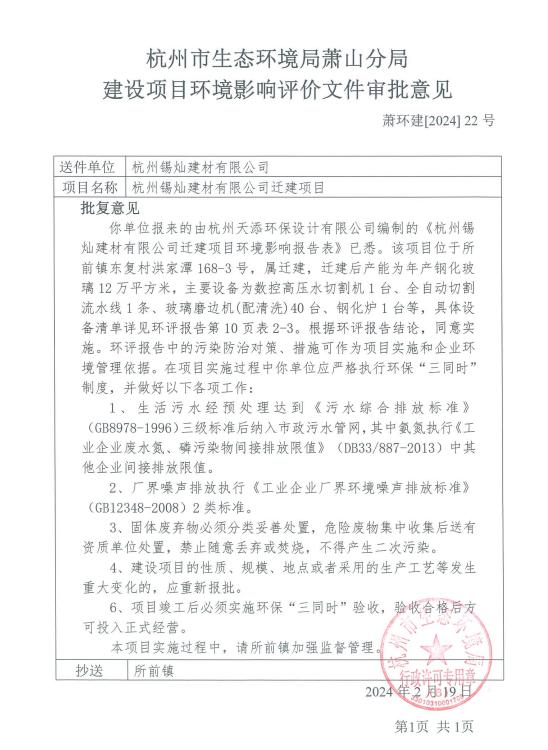 杭州市生态环境局萧山分局
建设项目环境影响评价文件审批意见
萧环建[2024] 22 号
送件单位 杭州锡灿建材有限公司
项目名称 杭州锡灿建材有限公司迁建项目
批复意见
你单位报来的由杭州天添环保设计有限公司编制的《杭州锡
灿建材有限公司迁建项目环境影响报告表》已悉。该项目位于所
前镇东复村洪家潭 168-3 号，属迁建，迁建后产能为年产钢化玻
璃 12 万平方米，主要设备为数控高压水切割机 1 台、全自动切割
流水线 1 条、玻璃磨边机(配清洗)40 台、钢化炉 1 台等，具体设
备清单详见环评报告第 10 页表 2-3。根据环评报告结论，同意实
施。环评报告中的污染防治对策、措施可作为项目实施和企业环
境管理依据。在项目实施过程中你单位应严格执行环保“三同时”
制度，并做好以下各项工作：
1、生活污水经预处理达到《污水综合排放标准》
（GB8978-1996）三级标准后纳入市政污水管网,其中氨氮执行《工
业企业废水氮、磷污染物间接排放限值》（DB33/887-2013）中其
他企业间接排放限值。
2、厂界噪声排放执行《工业企业厂界环境噪声排放标准》
（GB12348-2008）2 类标准。
3、固体废弃物必须分类妥善处置，危险废物集中收集后送有
资质单位处置，禁止随意丢弃或焚烧，不得产生二次污染。
4、建设项目的性质、规模、地点或者采用的生产工艺等发生
重大变化的，应重新报批。
6、项目竣工后必须实施环保“三同时”验收，验收合格后方
可投入正式经营。
本项目实施过程中，请所前镇加强监督管理。
抄送 所前镇
杭州市生态环境局
行政许可专用章
2024 年 2 月 19 日
第1页 共 1页